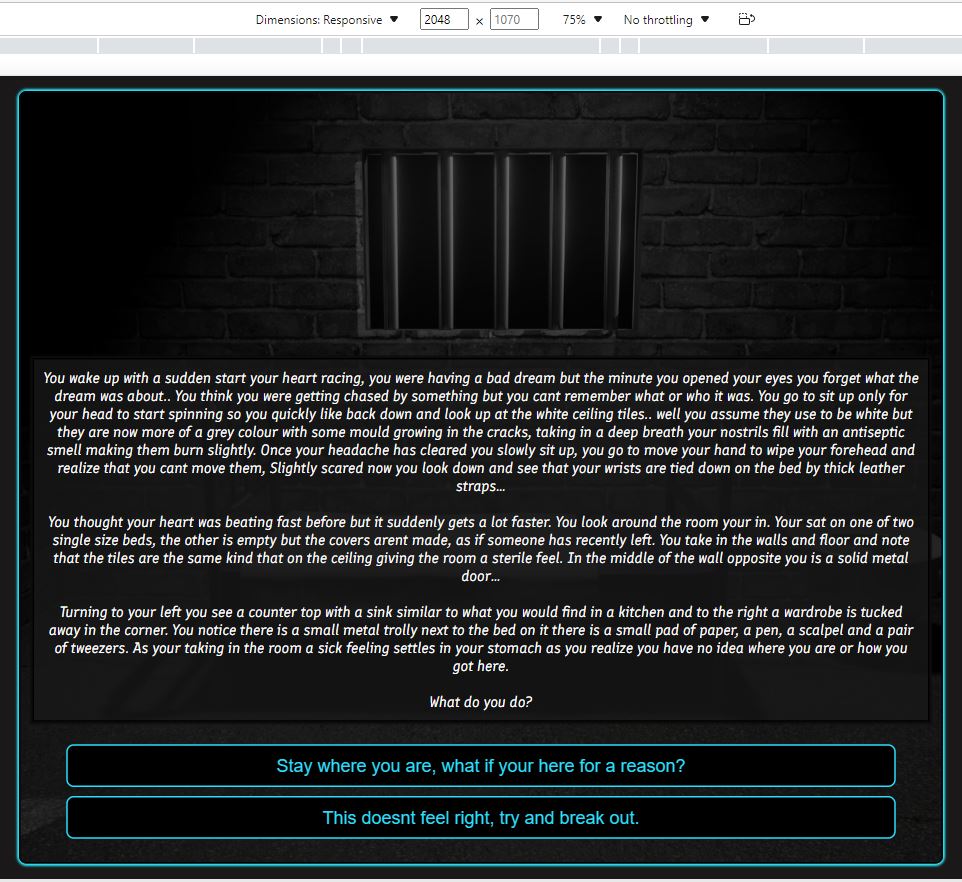 Dimensions: Responsive ▼ 2048 × 1070 75% ▼ No throttling ▼
You wake up with a sudden start your heart racing, you were having a bad dream but the minute you opened your eyes you forget what the
dream was about.. You think you were getting chased by something but you cant remember what or who it was. You go to sit up only for
your head to start spinning so you quickly like back down and look up at the white ceiling tiles.. well you assume they use to be white but
they are now more of a grey colour with some mould growing in the cracks, taking in a deep breath your nostrils fill with an antiseptic
smell making them burn slightly. Once your headache has cleared you slowly sit up, you go to move your hand to wipe your forehead and
realize that you cant move them, Slightly scared now you look down and see that your wrists are tied down on the bed by thick leather
straps...
You thought your heart was beating fast before but it suddenly gets a lot faster. You look around the room your in. Your sat on one of two
single size beds, the other is empty but the covers arent made, as if someone has recently left. You take in the walls and floor and note
that the tiles are the same kind that on the ceiling giving the room a sterile feel. In the middle of the wall opposite you is a solid metal
door...
Turning to your left you see a counter top with a sink similar to what you would find in a kitchen and to the right a wardrobe is tucked
away in the corner. You notice there is a small metal trolly next to the bed on it there is a small pad of paper, a pen, a scalpel and a pair
of tweezers. As your taking in the room a sick feeling settles in your stomach as you realize you have no idea where you are or how you
got here.
What do you do?
Stay where you are, what if your here for a reason?
This doesnt feel right, try and break out.